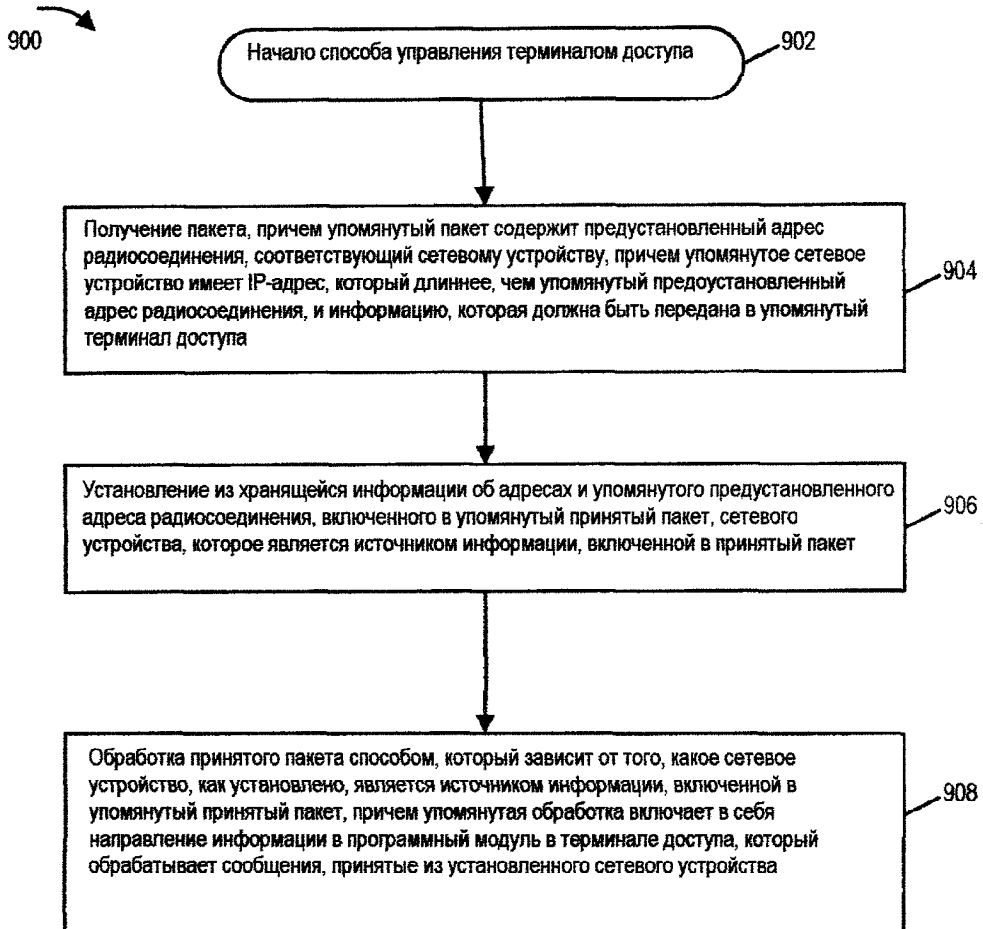 900
Начало способа управления терминалом доступа
902
Получение пакета, причем упомянутый пакет содержит предустановленный адрес
радиосоединения, соответствующий сетевому устройству, причем упомянутое сетевое
устройство имеет IP-адрес, который длиннее, чем упомянутый предоустановленный
адрес радиосоединения, и информацию, которая должна быть передана в упомянутый
терминал доступа
904
Установление из хранящейся информации об адресах и упомянутого предустановленного
адреса радиосоединения, включенного в упомянутый принятый пакет, сетевого
устройства, которое является источником информации, включенной в принятый пакет
906
Обработка принятого пакета способом, который зависит от того, какое сетевое
устройство, как установлено, является источником информации, включенной в
упомянутый принятый пакет, причем упомянутая обработка включает в себя
направление информации в программный модуль в терминале доступа, который
обрабатывает сообщения, принятые из установленного сетевого устройства
908